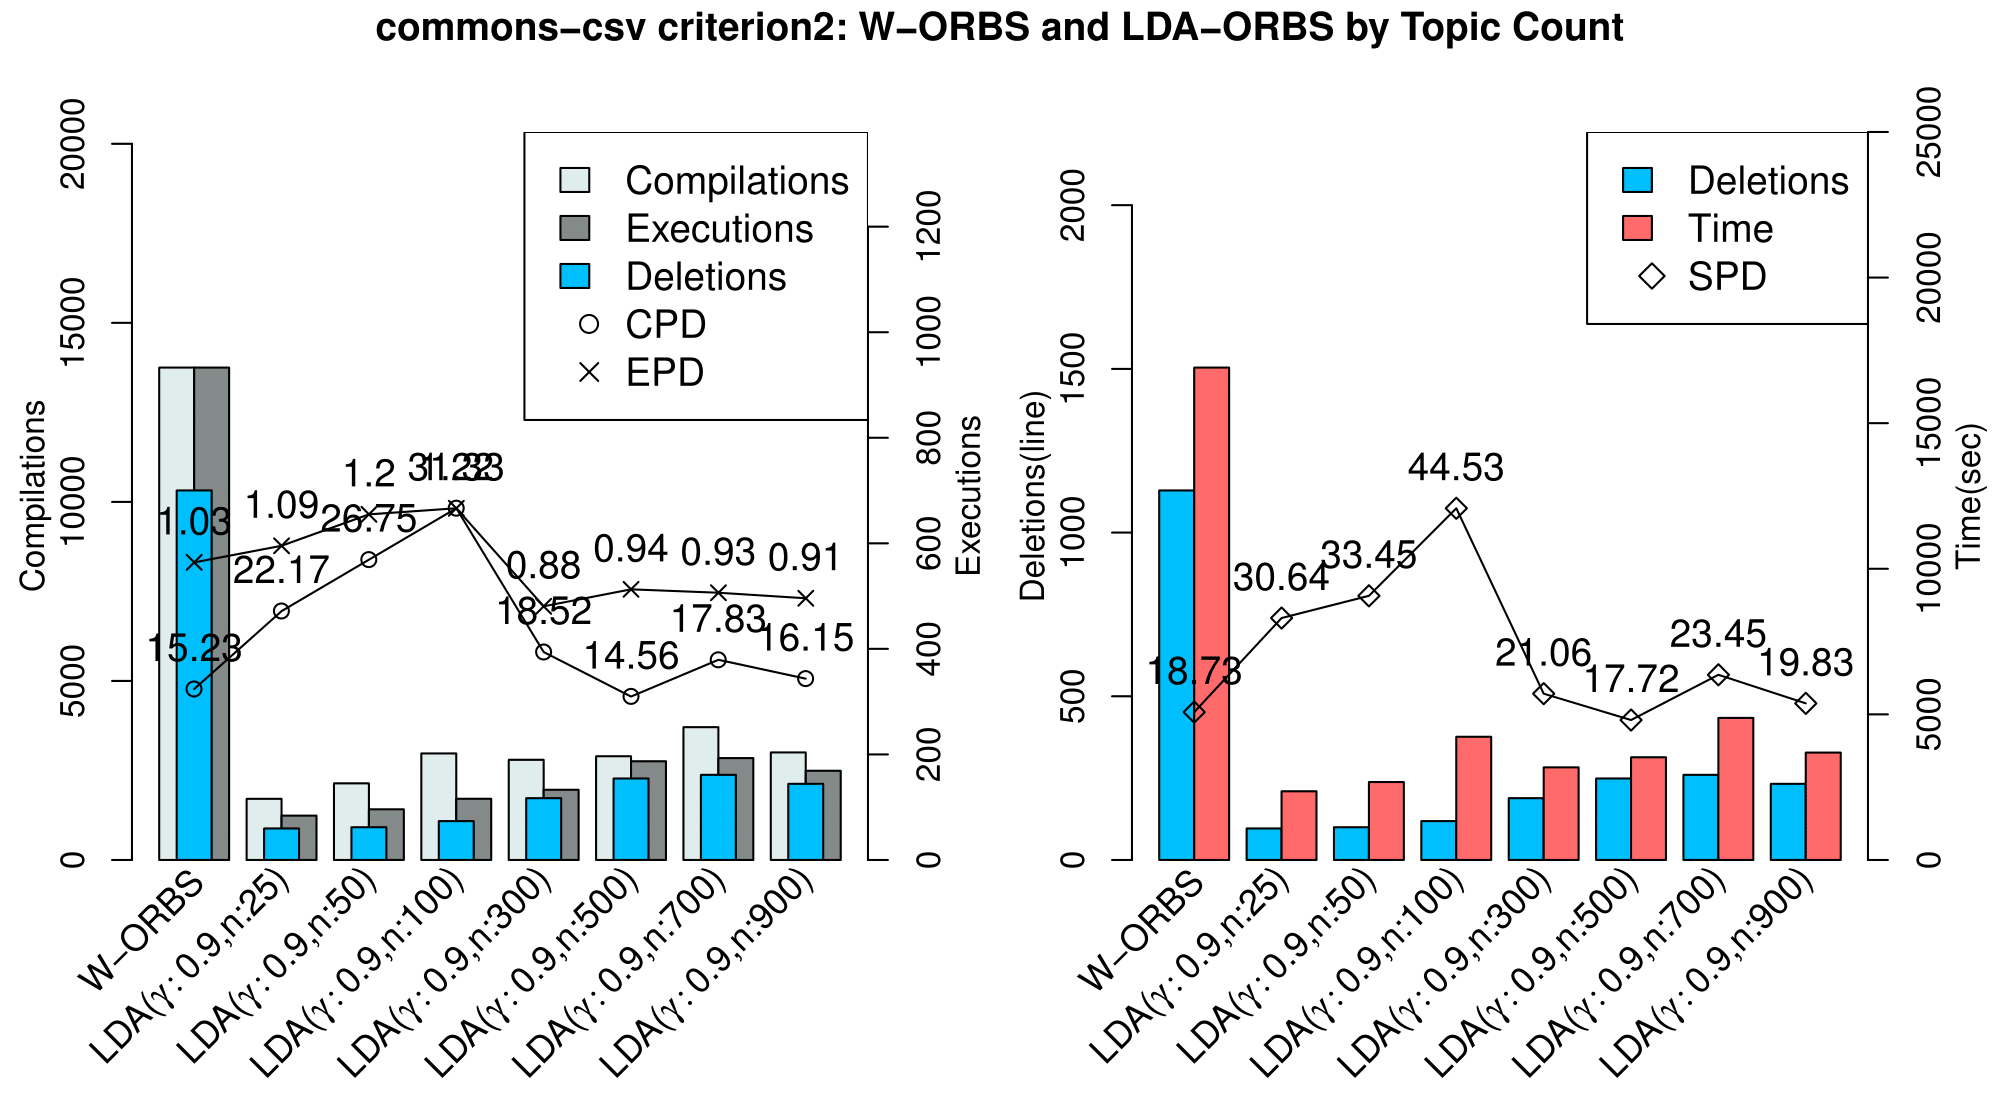 commons−csv criterion2: W−ORBS and LDA−ORBS by Topic Count
Compilations
0
5000
10000
15000
20000
Executions
0
200
400
600
800
1000
1200
Compilations
Executions
Deletions
CPD
EPD
1.03
1.09
1.2
0.88
0.94
0.93
0.91
15.23
22.17
26.75
18.52
14.56
17.83
16.15
W−ORBS
LDA(γ: 0.9,n:25)
LDA(γ: 0.9,n:50)
LDA(γ: 0.9,n:100)
LDA(γ: 0.9,n:300)
LDA(γ: 0.9,n:500)
LDA(γ: 0.9,n:700)
LDA(γ: 0.9,n:900)
Deletions(line)
0
500
1000
1500
2000
Time(sec)
0
5000
10000
15000
20000
25000
Deletions
Time
SPD
18.73
30.64
33.45
44.53
21.06
17.72
23.45
19.83
W−ORBS
LDA(γ: 0.9,n:25)
LDA(γ: 0.9,n:50)
LDA(γ: 0.9,n:100)
LDA(γ: 0.9,n:300)
LDA(γ: 0.9,n:500)
LDA(γ: 0.9,n:700)
LDA(γ: 0.9,n:900)